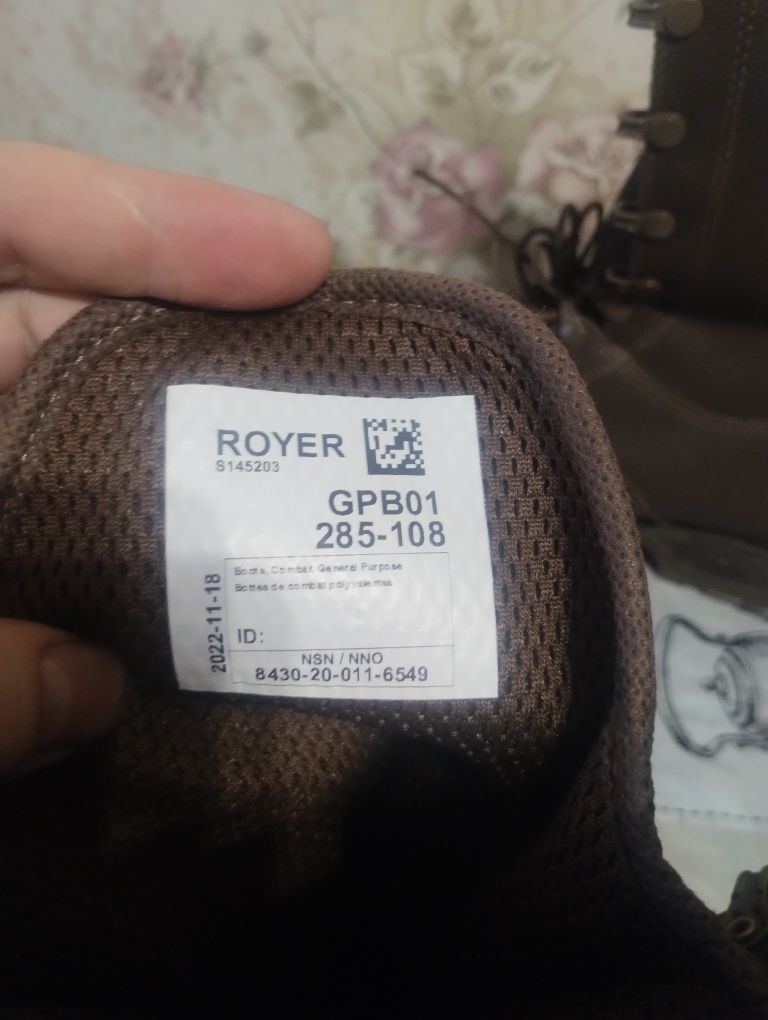 ROYER
S145203
GPB01
285-108
Boots, Combat, General Purpose
Bottes de combat polyvalentes
ID:
NSN / NNO
8430-20-011-6549
2022-11-18